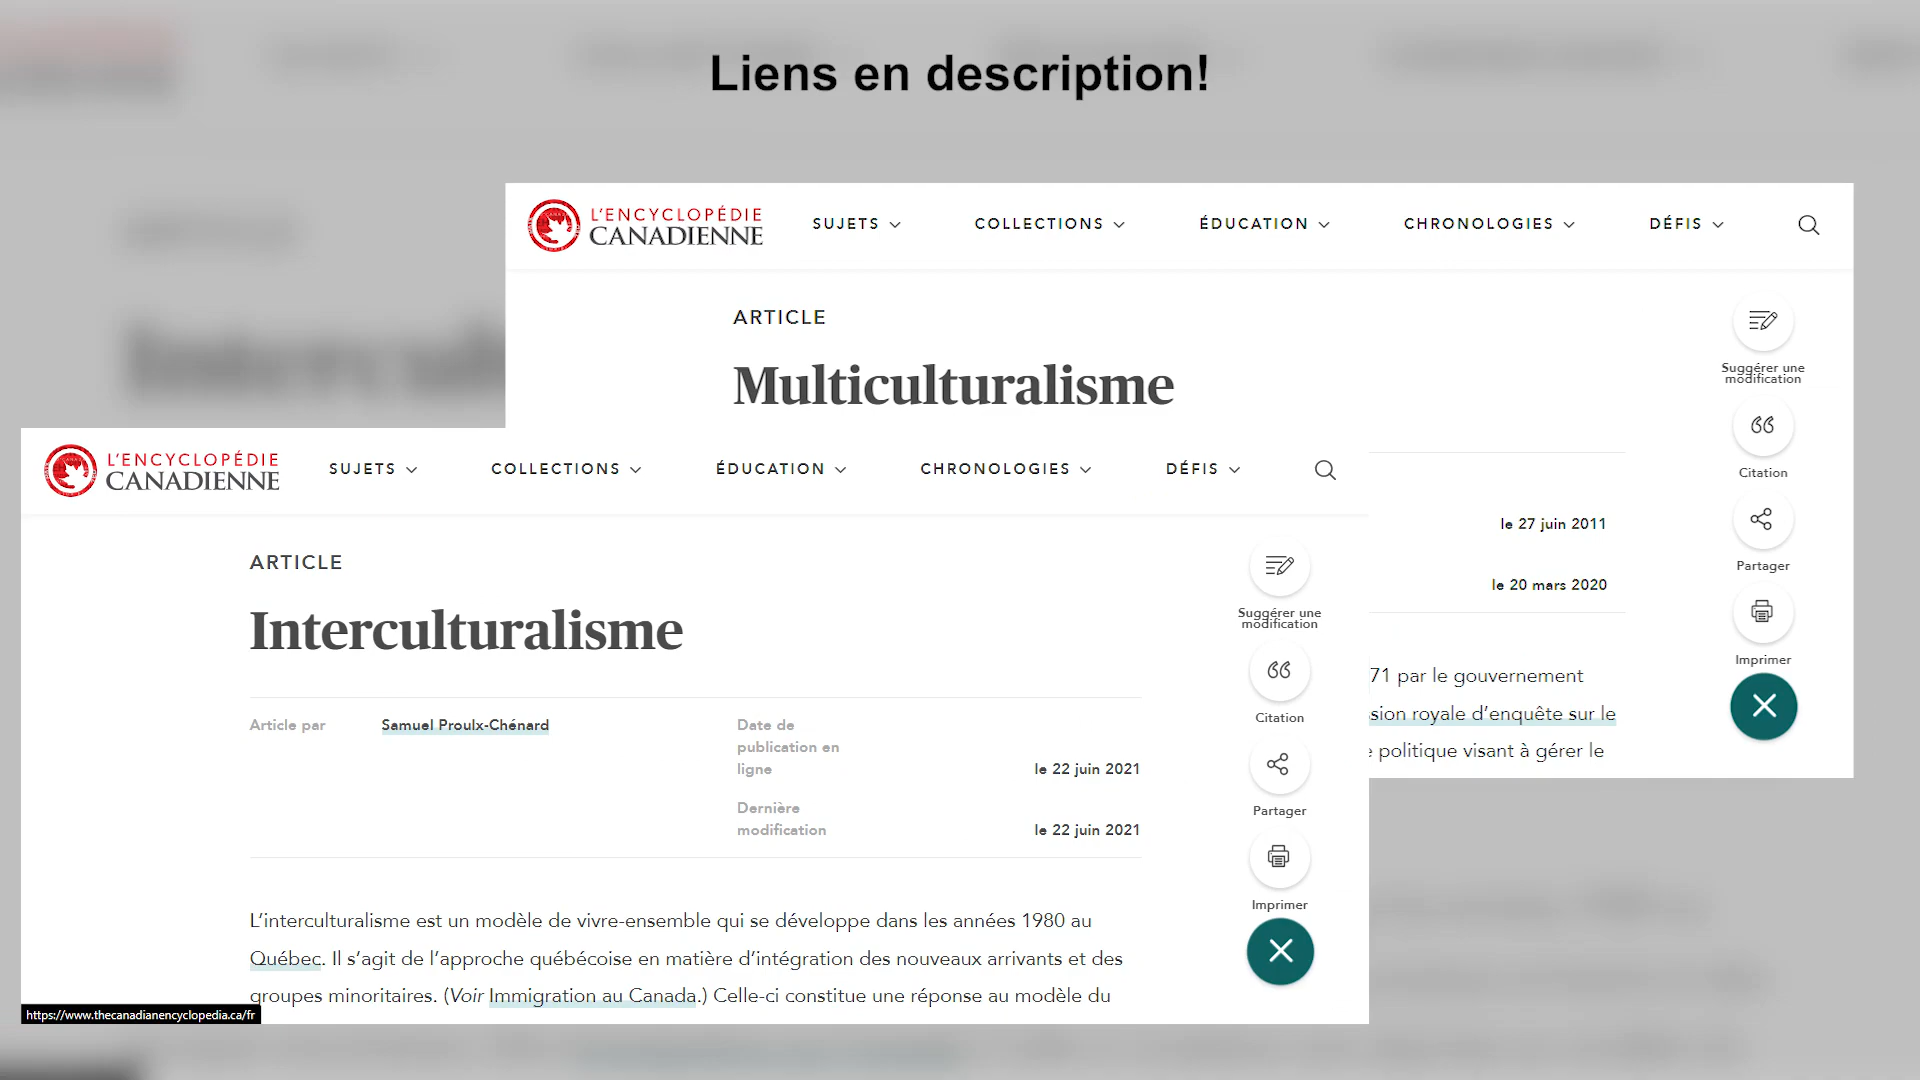 Liens en description!
L'ENCYCLOPÉDIE
CANADIENNE
SUJETS
COLLECTIONS
ÉDUCATION
CHRONOLOGIES
DÉFIS
ARTICLE
Multiculturalisme
le 27 juin 2011
le 20 mars 2020
71 par le gouvernement
sion royale d'enquête sur le
politique visant à gérer le
Suggérer une
modification
Citation
Partager
Imprimer
L'ENCYCLOPÉDIE
CANADIENNE
SUJETS
COLLECTIONS
ÉDUCATION
CHRONOLOGIES
DÉFIS
ARTICLE
Interculturalisme
Article par
Samuel Proulx-Chénard
Date de
publication en
ligne
le 22 juin 2021
Dernière
modification
le 22 juin 2021
L'interculturalisme est un modèle de vivre-ensemble qui se développe dans les années 1980 au
Québec. Il s'agit de l'approche québécoise en matière d'intégration des nouveaux arrivants et des
groupes minoritaires. (Voir Immigration au Canada.) Celle-ci constitue une réponse au modèle du
Suggérer une
modification
Citation
Partager
Imprimer
https://www.thecanadianencyclopedia.ca/fr